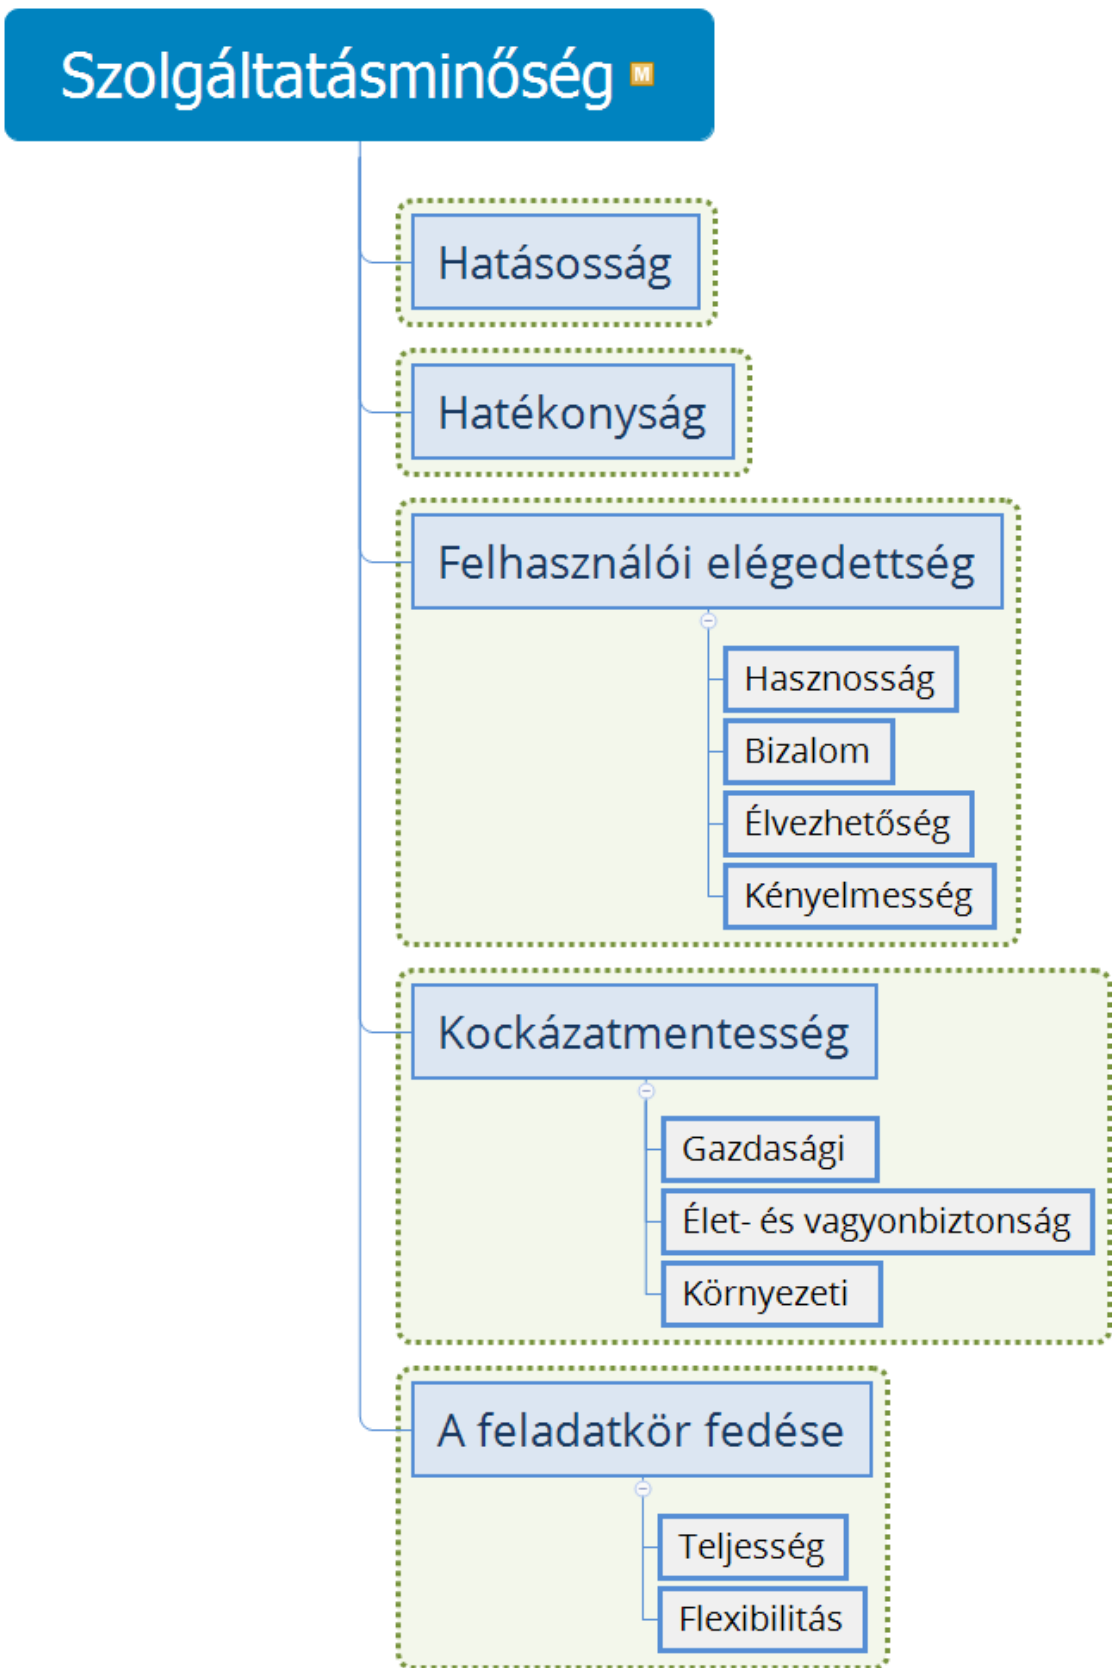 Szolgáltatásminőség M
Hatásosság
Hatékonyság
Felhasználói elégedettség
Hasznosság
Bizalom
Élvezhetőség
Kényelmesség
Kockázatmentesség
Gazdasági
Élet- és vagyonbiztonság
Környezeti
A feladatkör fedése
Teljesség
Flexibilitás